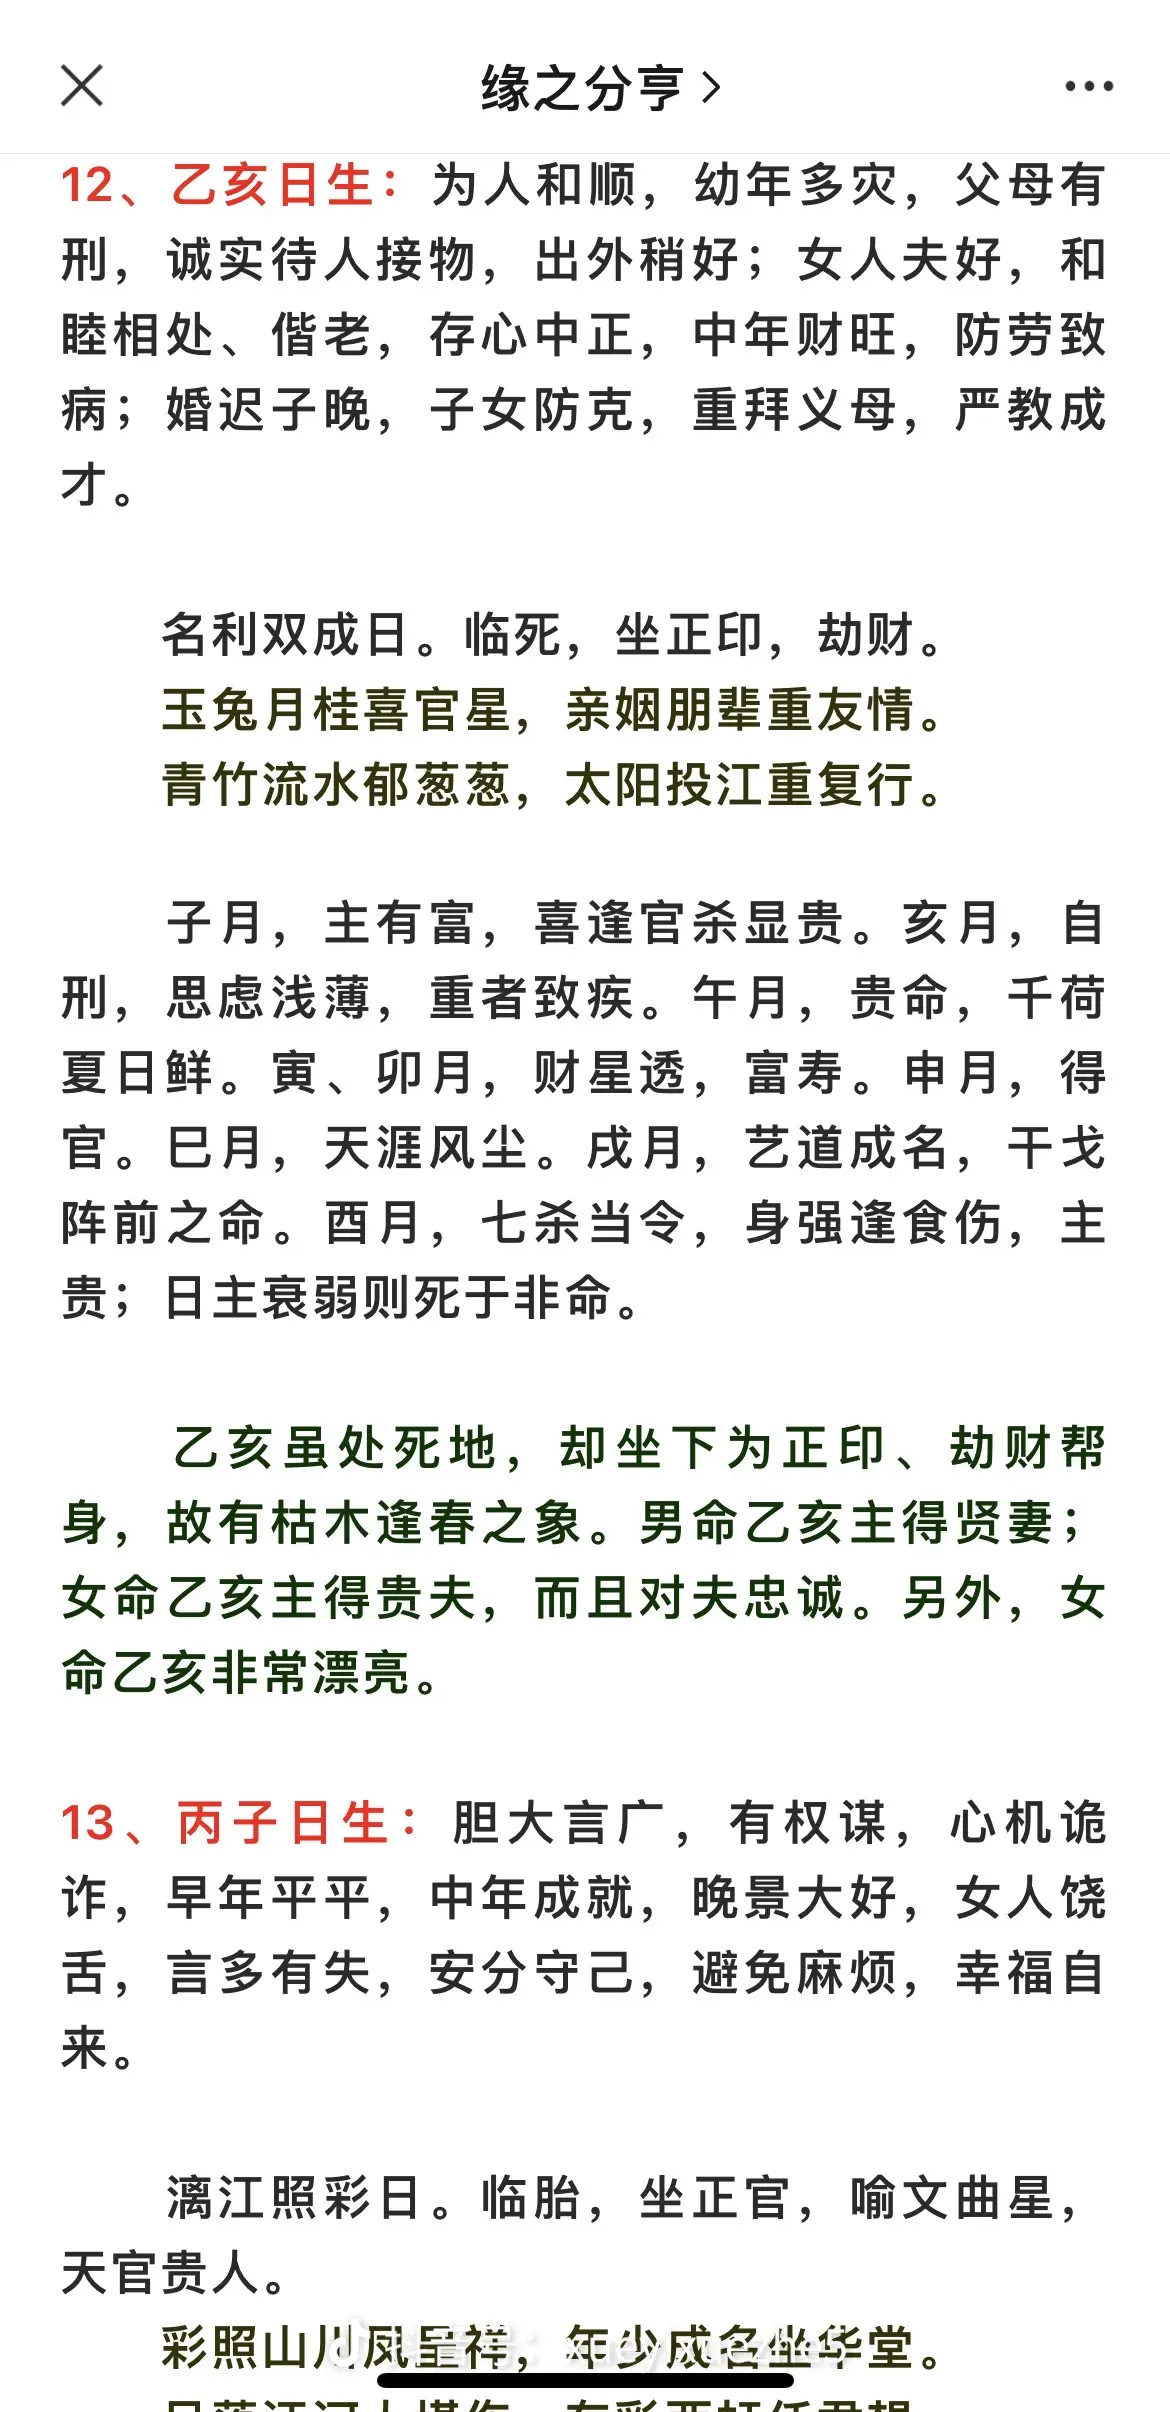 缘之分享
12、乙亥日生：为人和顺，幼年多灾，父母有
刑，诚实待人接物，出外稍好；女人夫好，和
睦相处、偕老，存心中正，中年财旺，防劳致
病；婚迟子晚，子女防克，重拜义母，严教成
才。
名利双成日。临死，坐正印，劫财。
玉兔月桂喜官星，亲姻朋辈重友情。
青竹流水郁葱葱，太阳投江重复行。
子月，主有富，喜逢官杀显贵。亥月，自
刑，思虑浅薄，重者致疾。午月，贵命，千荷
夏日鲜。寅、卯月，财星透，富寿。申月，得
官。巳月，天涯风尘。戌月，艺道成名，干戈
阵前之命。酉月，七杀当令，身强逢食伤，主
贵；日主衰弱则死于非命。
乙亥虽处死地，却坐下为正印、劫财帮
身，故有枯木逢春之象。男命乙亥主得贤妻；
女命乙亥主得贵夫，而且对夫忠诚。另外，女
命乙亥非常漂亮。
13、丙子日生：胆大言广，有权谋，心机诡
诈，早年平平，中年成就，晚景大好，女人饶
舌，言多有失，安分守己，避免麻烦，幸福自
来。
漓江照彩日。临胎，坐正官，喻文曲星，
天官贵人。
彩照山川凤呈祥，年少成名坐华堂。